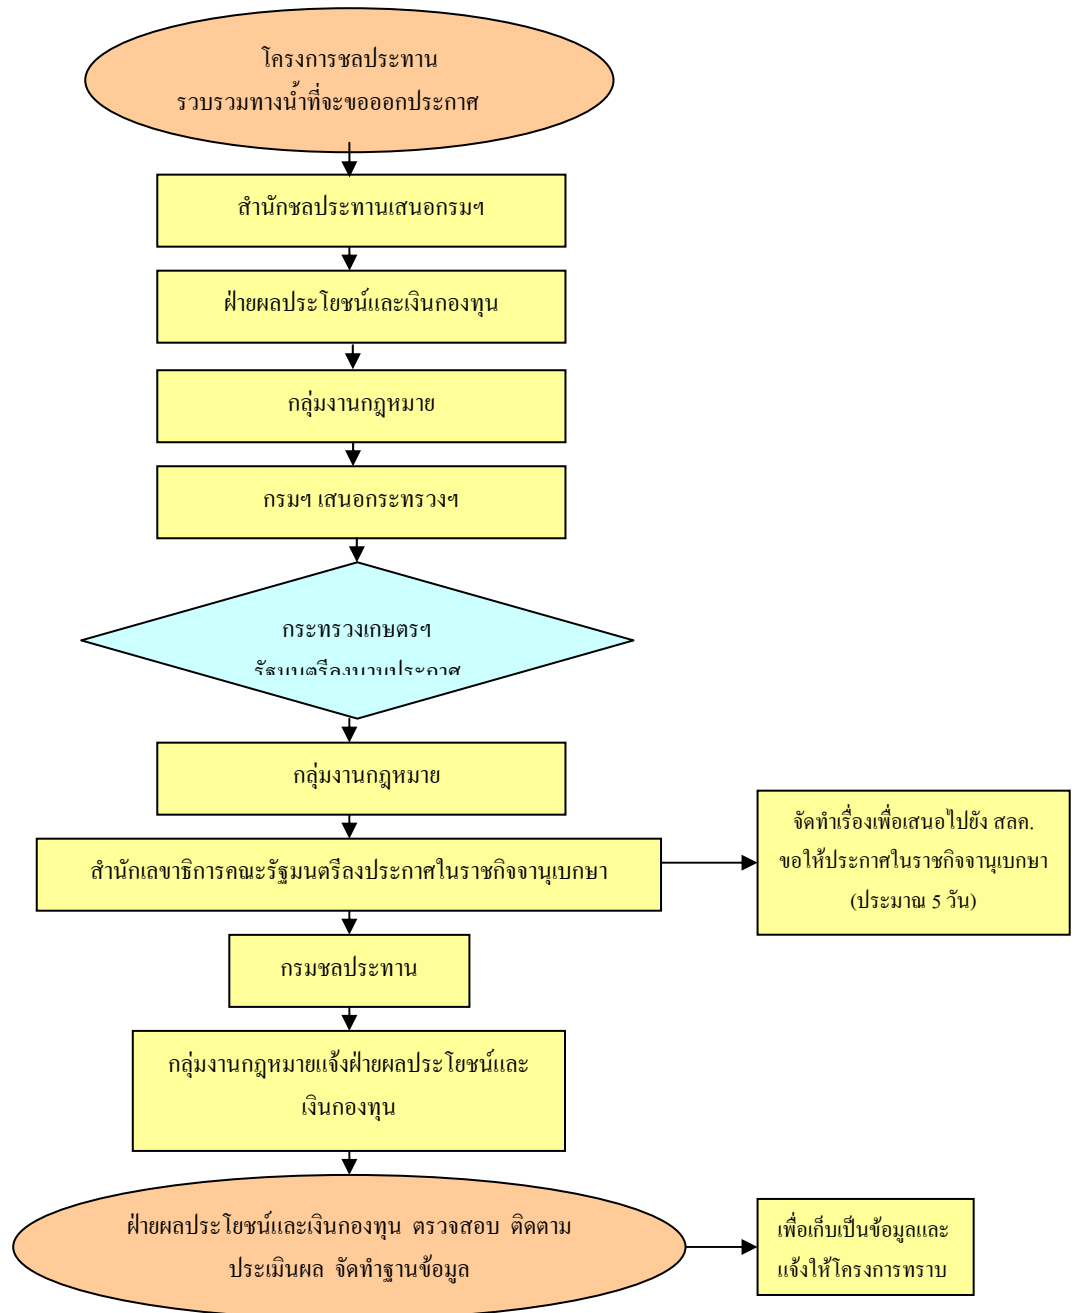 โครงการชลประทาน
รวบรวมทางน้ำที่จะขอออกประกาศ
สำนักชลประทานเสนอกรมฯ
ฝ่ายผลประโยชน์และเงินกองทุน
กลุ่มงานกฎหมาย
กรมฯ เสนอกระทรวงฯ
กระทรวงเกษตรฯ
รัฐมนตรีลงนามประกาศ
กลุ่มงานกฎหมาย
สำนักเลขาธิการคณะรัฐมนตรีลงประกาศในราชกิจจานุเบกษา
จัดทำเรื่องเพื่อเสนอไปยัง สลค.
ขอให้ประกาศในราชกิจจานุเบกษา
(ประมาณ 5 วัน)
กรมชลประทาน
กลุ่มงานกฎหมายแจ้งฝ่ายผลประโยชน์และ
เงินกองทุน
ฝ่ายผลประโยชน์และเงินกองทุน ตรวจสอบ ติดตาม
ประเมินผล จัดทำฐานข้อมูล
เพื่อเก็บเป็นข้อมูลและ
แจ้งให้โครงการทราบ